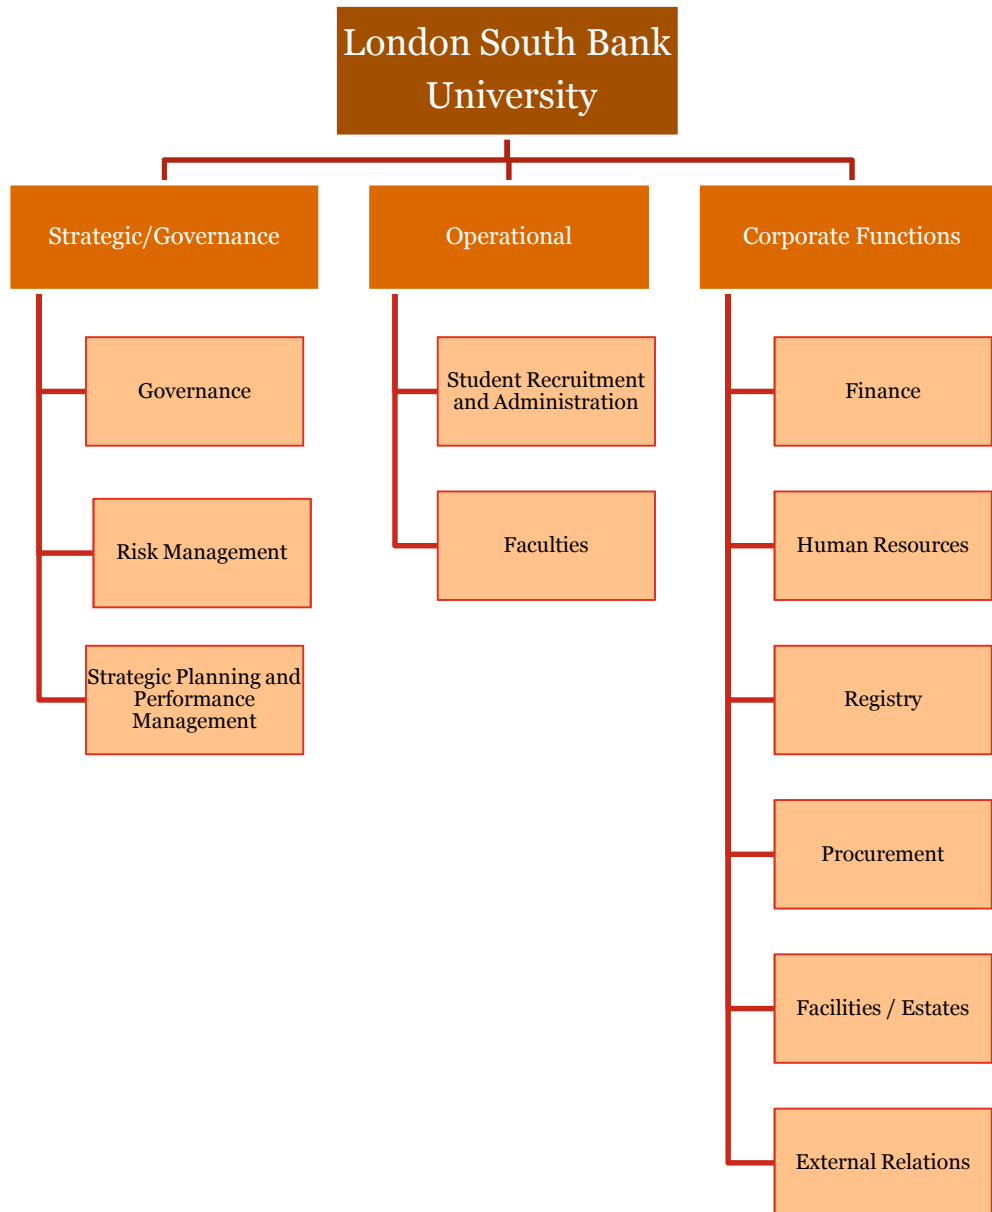 London South Bank
University
Strategic/Governance
Operational
Corporate Functions
Governance
Student Recruitment
and Administration
Finance
Risk Management
Faculties
Human Resources
Strategic Planning and
Performance
Management
Registry
Procurement
Facilities / Estates
External Relations